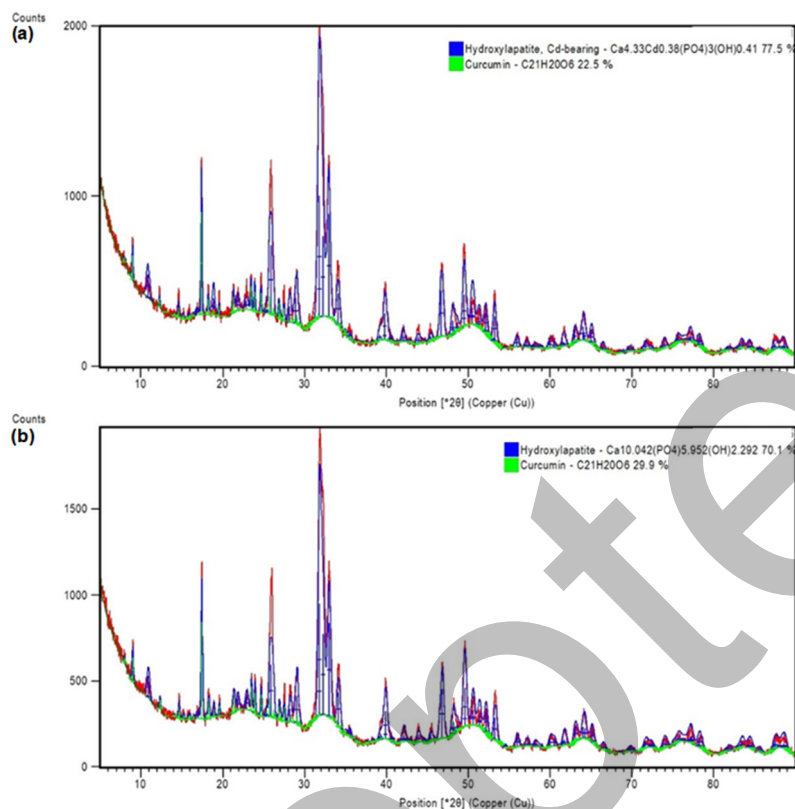 Counts
(a)
2000
Hydroxylapatite, Cd-bearing - Ca4.33Cd0.38(PO4)3(OH)0.41 77.5 %
Curcumin - C21H20O6 22.5 %
1000
0
10 20 30 40 50 60 70 80
Position [°2θ] (Copper (Cu))
Counts
(b)
Hydroxylapatite - Ca10.042(PO4)5.952(OH)2.292 70.1 %
Curcumin - C21H20O6 29.9 %
1500
1000
500
0
10 20 30 40 50 60 70 80
Position [°2θ] (Copper (Cu))